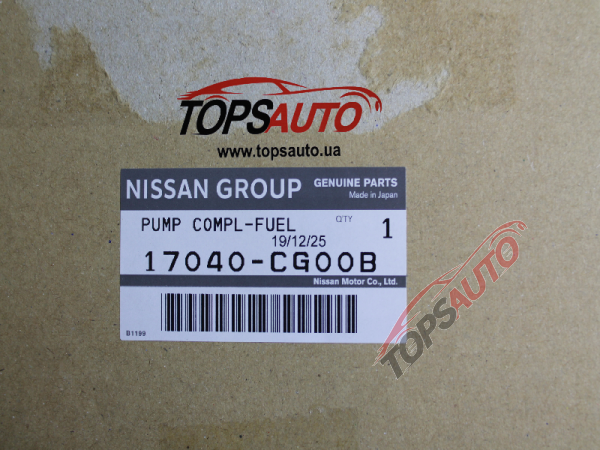 TOPSAUTO
www.topsauto.ua
NISSAN GROUP
GENUINE PARTS
Made in Japan
PUMP COMPL-FUEL
QTY
1
19/12/25
17040-CG00B
Nissan Motor Co., Ltd.
B1199
TOPSAUTO